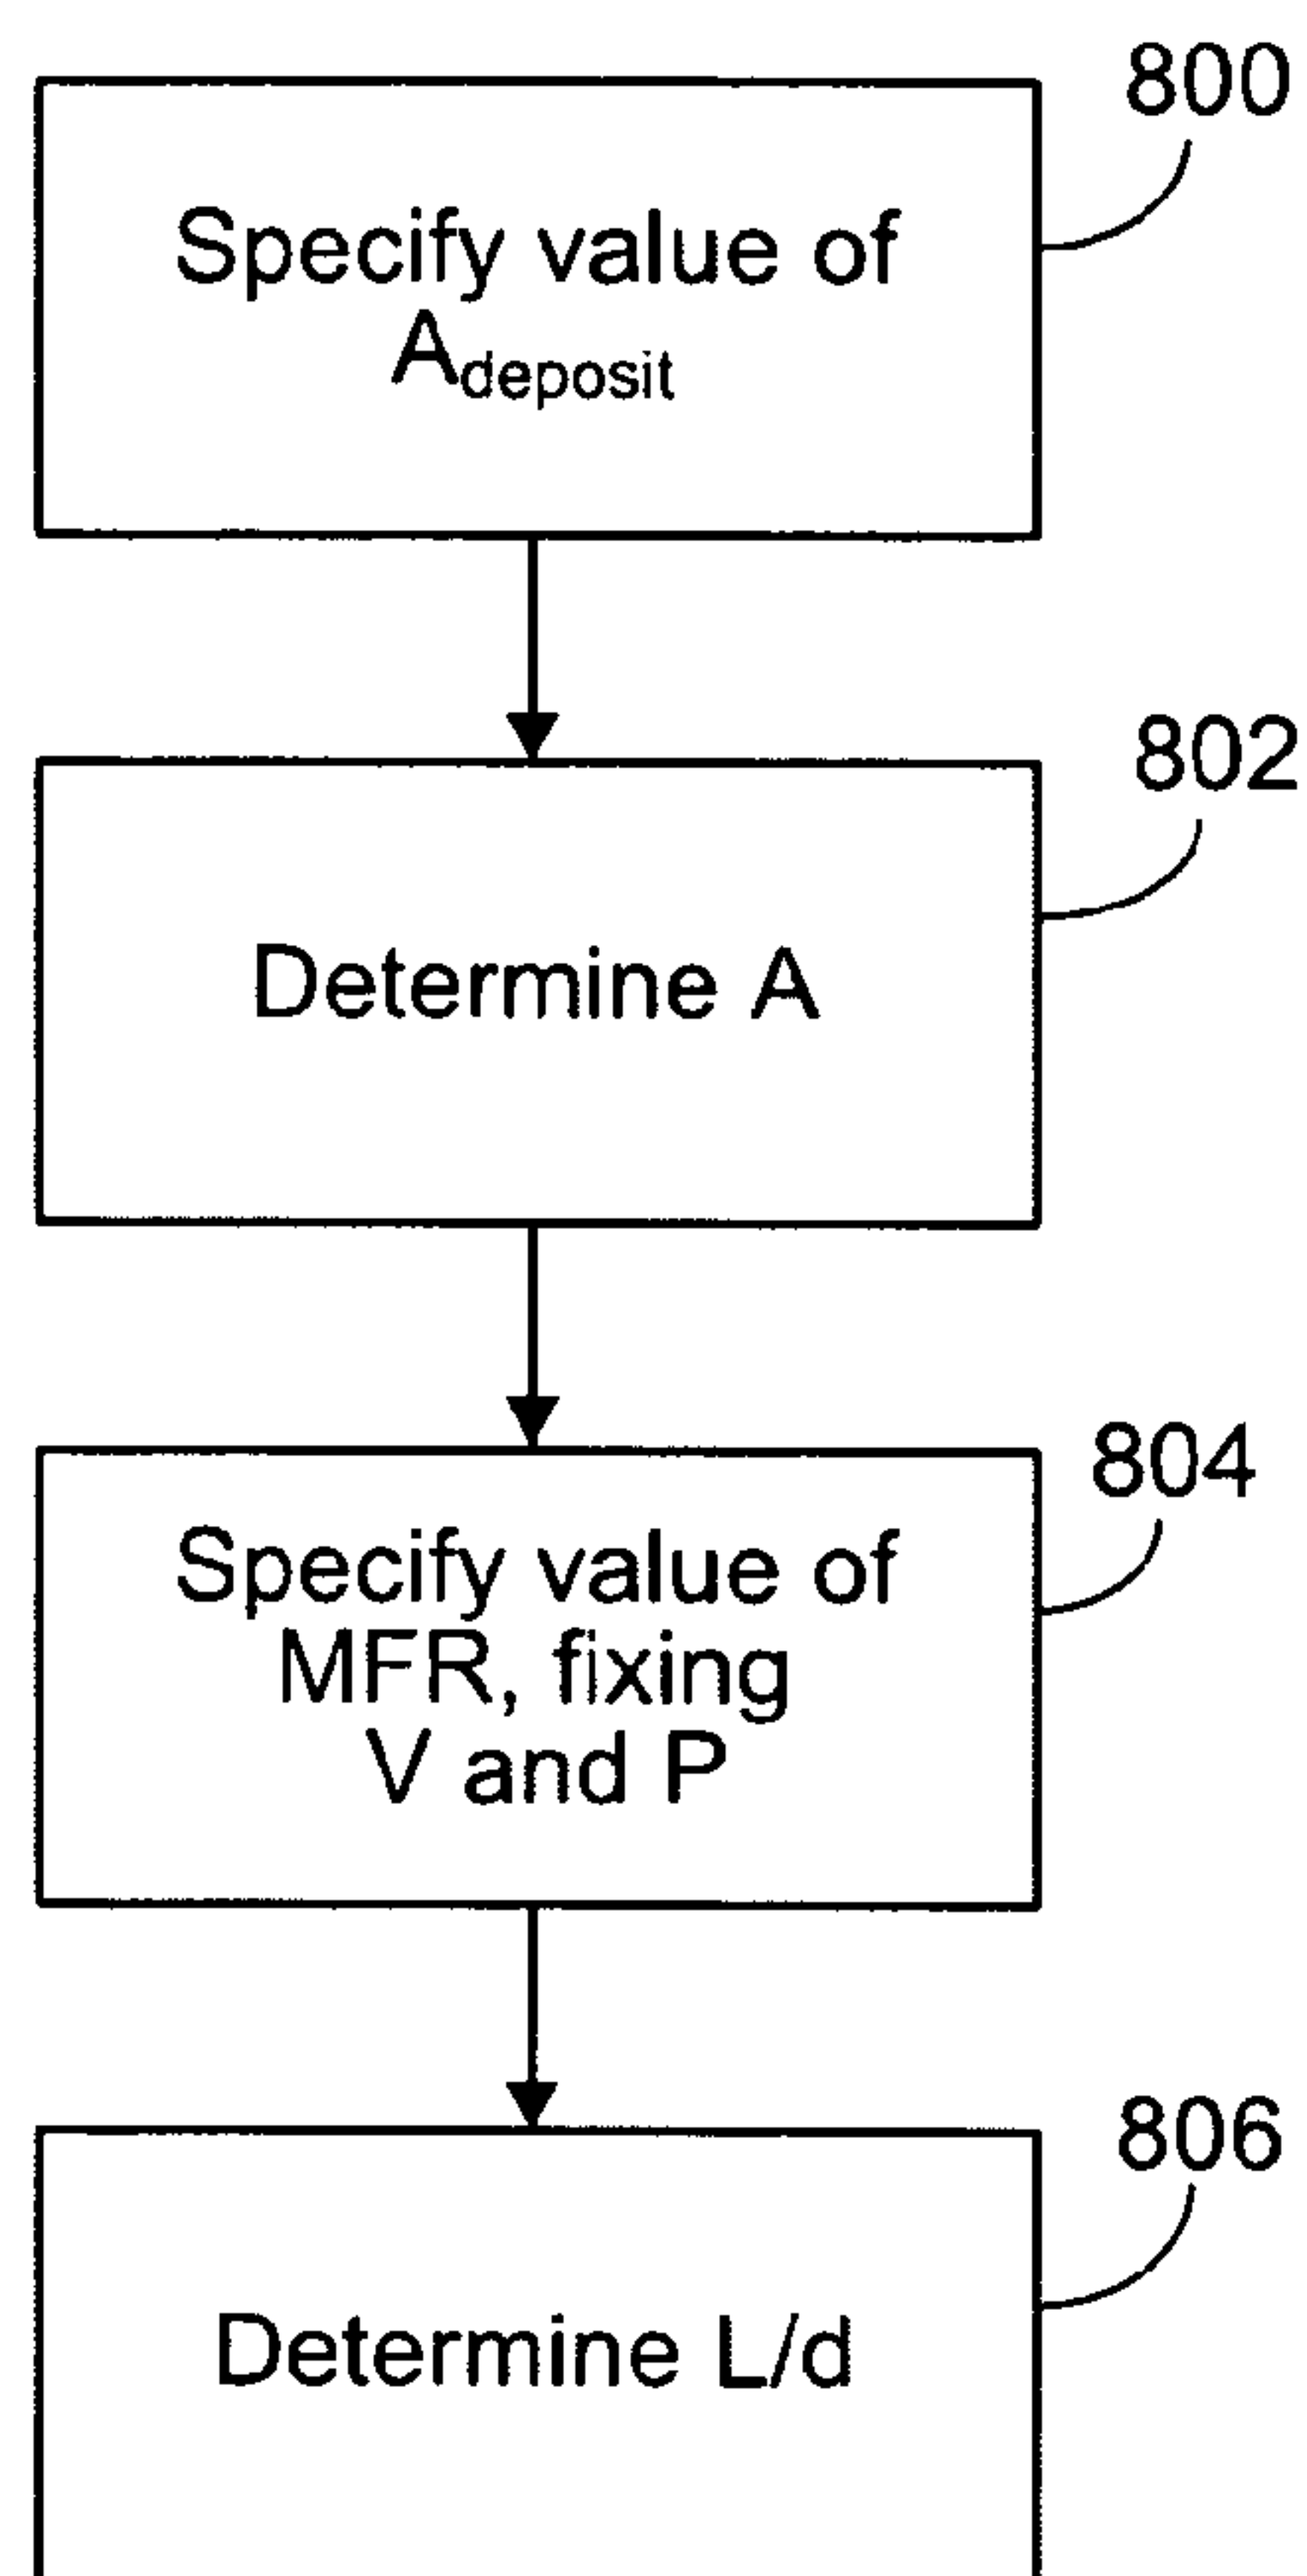 800
Specify value of
Adeposit
802
Determine A
804
Specify value of
MFR, fixing
V and P
806
Determine L/d